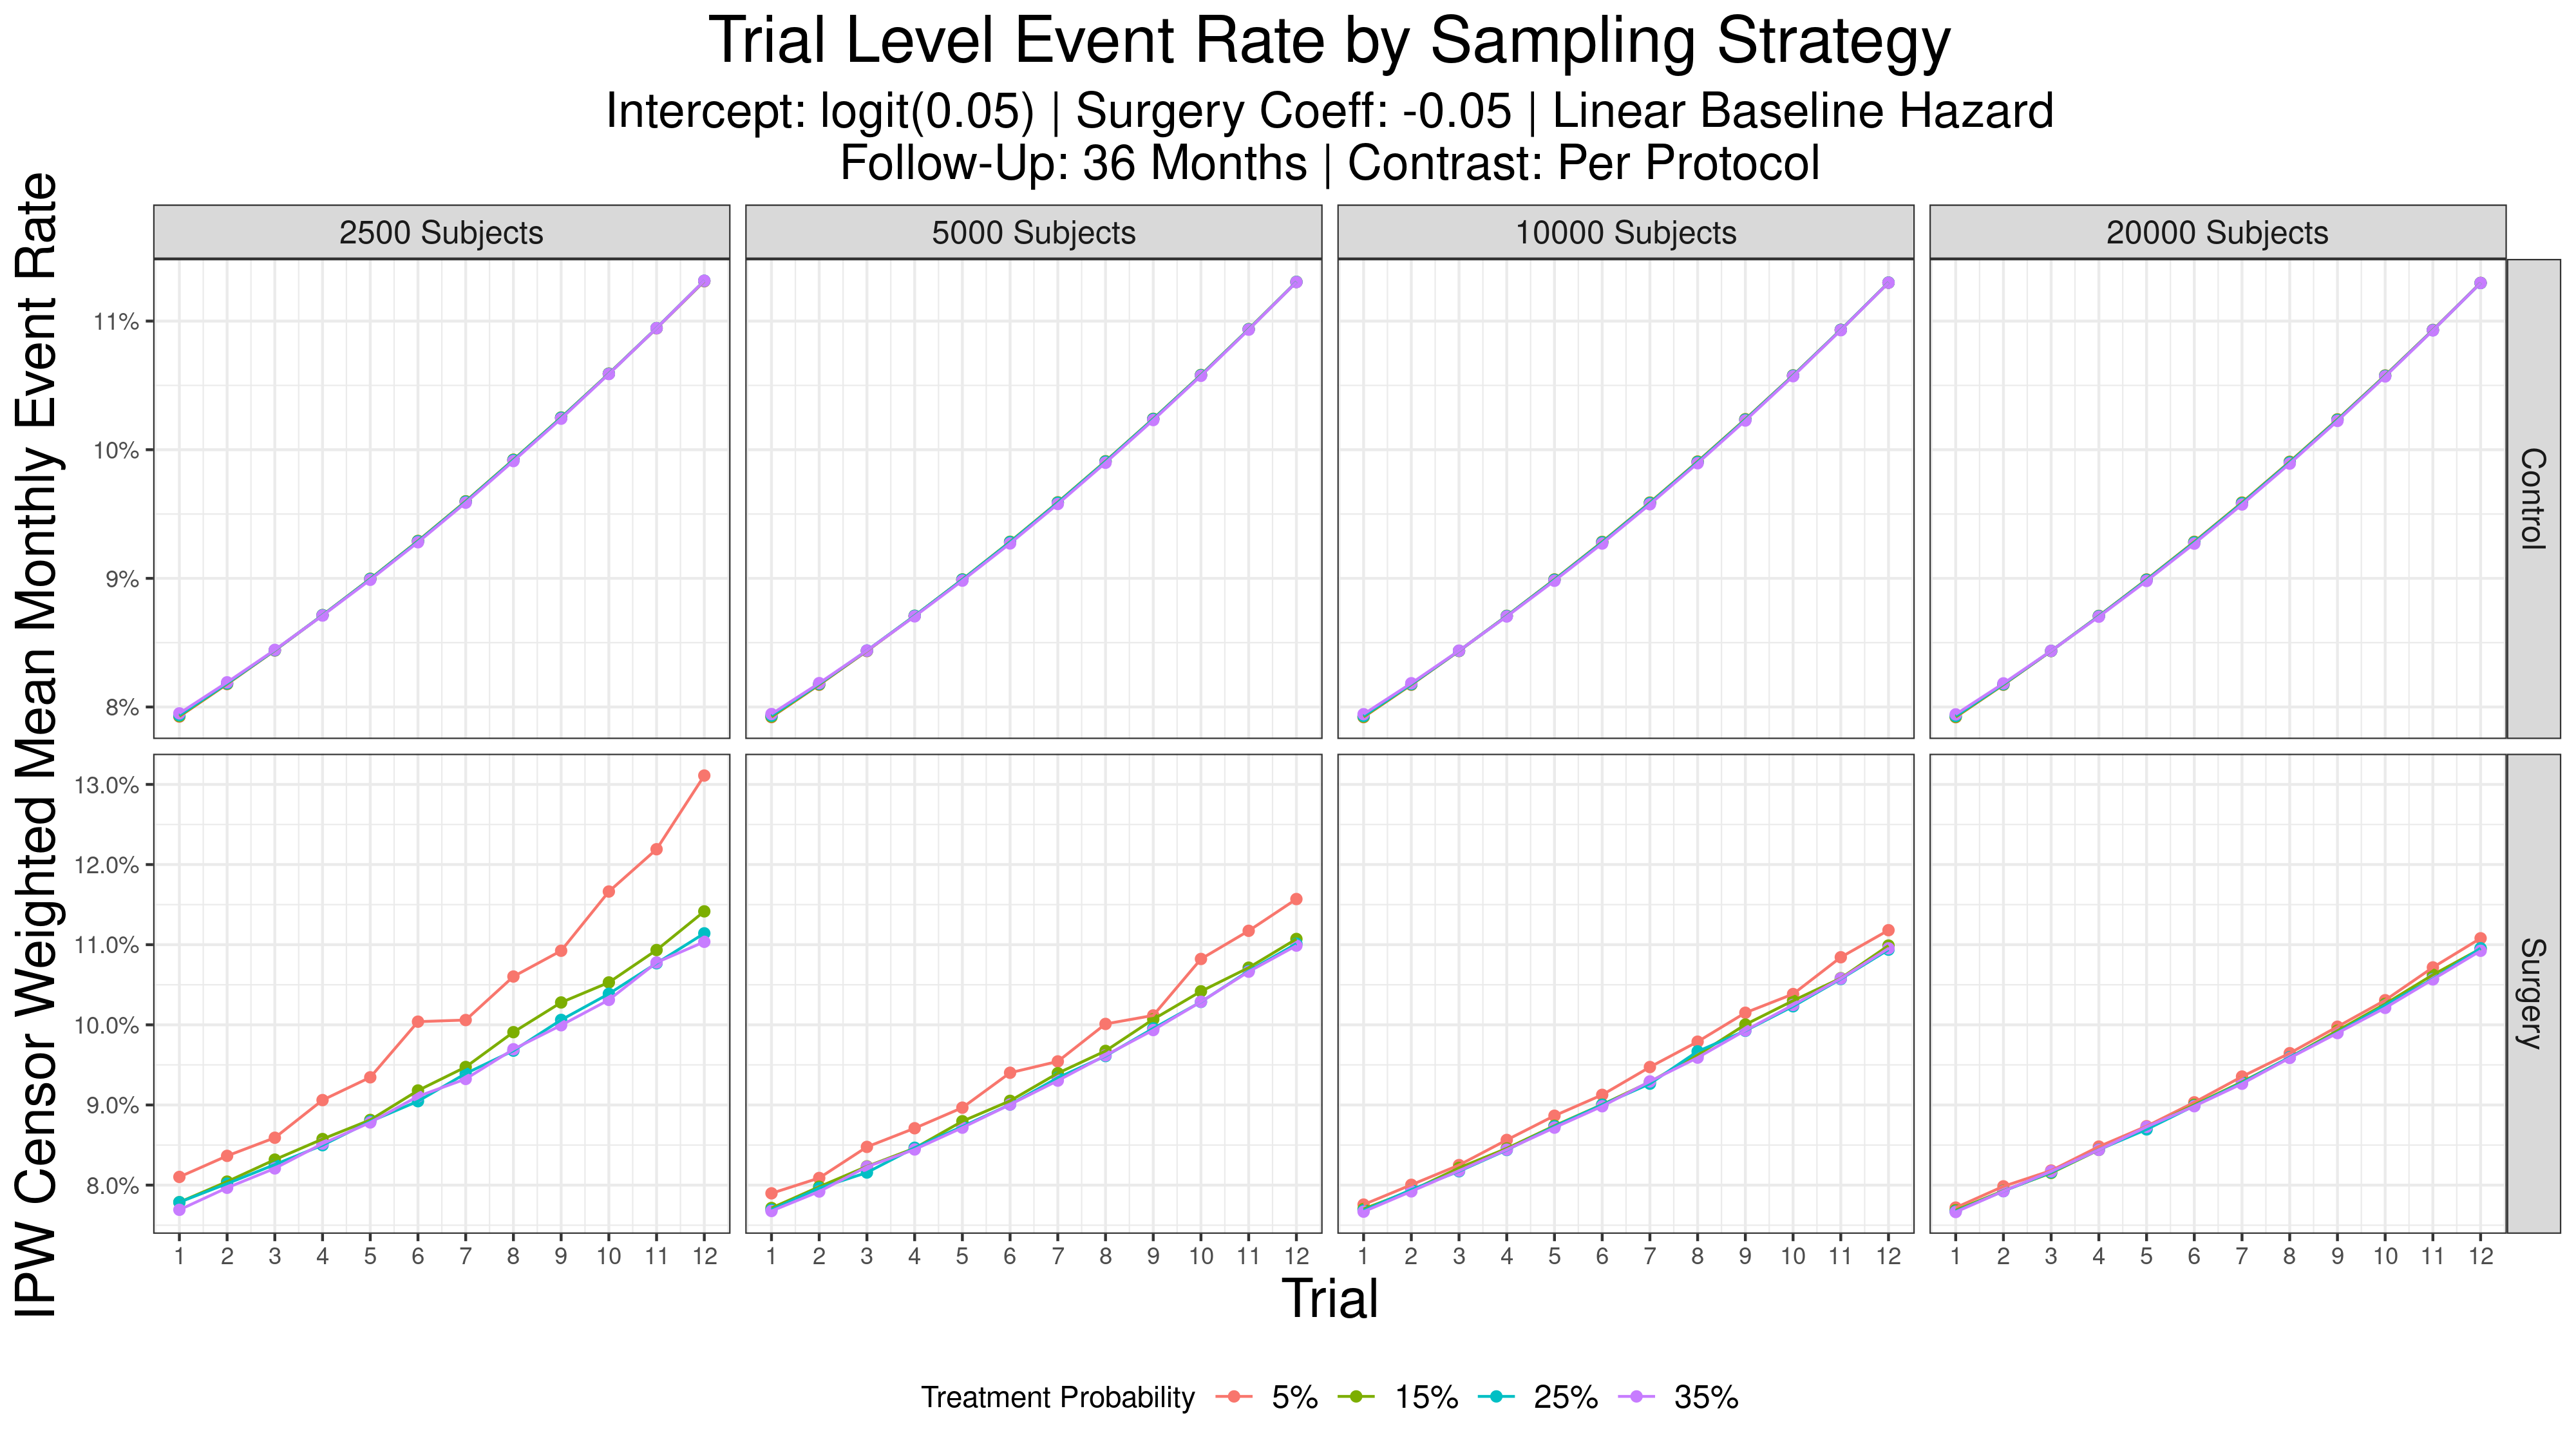 Trial Level Event Rate by Sampling Strategy
Intercept: logit(0.05) | Surgery Coeff: -0.05 | Linear Baseline Hazard
Follow-Up: 36 Months | Contrast: Per Protocol
IPW Censor Weighted Mean Monthly Event Rate
2500 Subjects
5000 Subjects
10000 Subjects
20000 Subjects
11%
10%
9%
8%
Control
13.0%
12.0%
11.0%
10.0%
9.0%
8.0%
Surgery
1 2 3 4 5 6 7 8 9 10 11 12
1 2 3 4 5 6 7 8 9 10 11 12
1 2 3 4 5 6 7 8 9 10 11 12
1 2 3 4 5 6 7 8 9 10 11 12
Trial
Treatment Probability 5% 15% 25% 35%